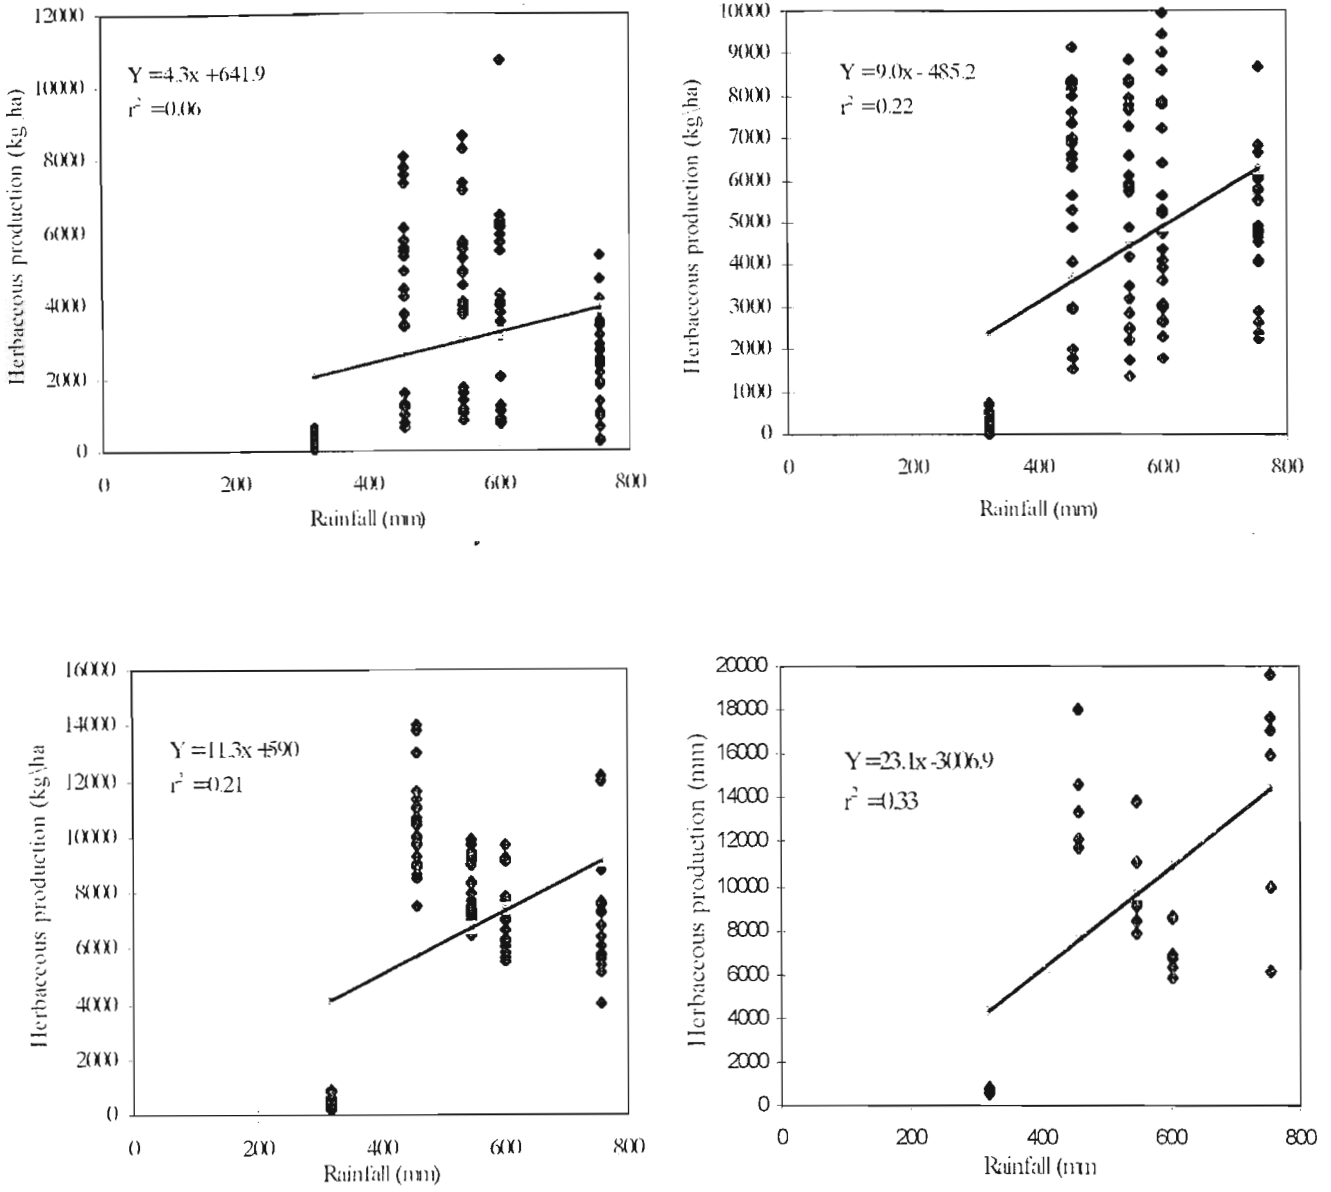 12000
10000
8000
6000
4000
2000
0
Herbaceous production (kg\ha)
Y =4.3x +641.9
r² =0.06
0 200 400 600 800
Rainfall (mm)
10000
9000
8000
7000
6000
5000
4000
3000
2000
1000
0
Herbaceous production (kg\ha)
Y =9.0x - 485.2
r² =0.22
0 200 400 600 800
Rainfall (mm)
16000
14000
12000
10000
8000
6000
4000
2000
0
Herbaceous production (kg\ha
Y =11.3x +590
r² =0.21
0 200 400 600 800
Rainfall (mm)
20000
18000
16000
14000
12000
10000
8000
6000
4000
2000
0
Herbaceous production (mm)
Y =23.1x -3006.9
r² =0.33
0 200 400 600 800
Rainfall (mm